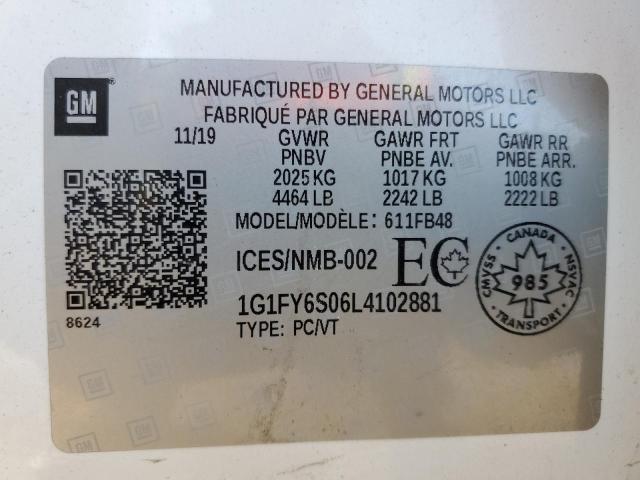 GM
MANUFACTURED BY GENERAL MOTORS LLC
FABRIQUÉ PAR GENERAL MOTORS LLC
11/19 GVWR GAWR FRT GAWR RR
PNBV PNBE AV. PNBE ARR.
2025 KG 1017 KG 1008 KG
4464 LB 2242 LB 2222 LB
MODEL/MODÈLE: 611FB48
ICES/NMB-002 EC
CANADA
CMVSS 985 NSVAC
TRANSPORT
1G1FY6S06L4102881
8624
TYPE: PC/VT